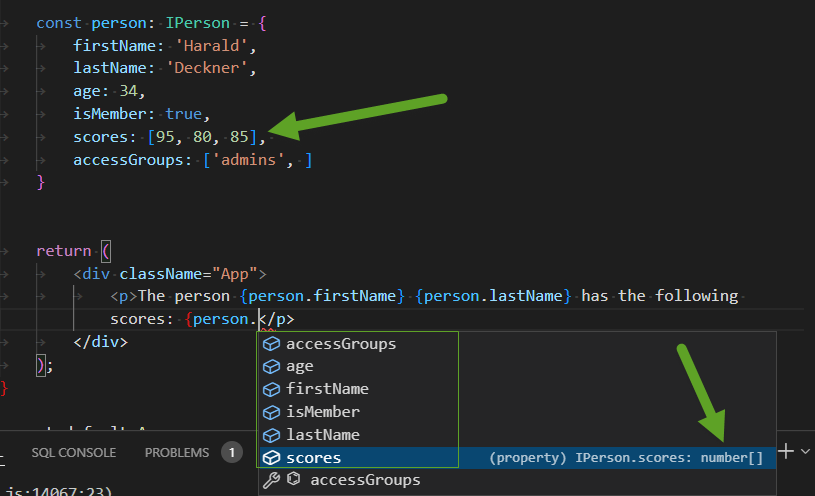 const person: IPerson = {
firstName: 'Harald',
lastName: 'Deckner',
age: 34,
isMember: true,
scores: [95, 80, 85],
accessGroups: ['admins', ]
}
return (
<div className="App">
<p>The person {person.firstName} {person.lastName} has the following
scores: {person.</p>
</div>
);
}
accessGroups
age
firstName
isMember
lastName
scores (property) IPerson.scores: number[]
accessGroups
SQL CONSOLE PROBLEMS 1
js:14067:23)